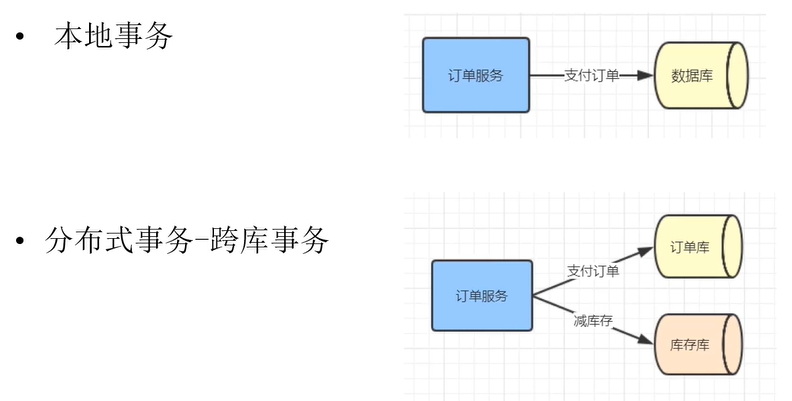 • 本地事务
订单服务
支付订单
数据库
• 分布式事务-跨库事务
订单服务
支付订单
减库存
订单库
库存库